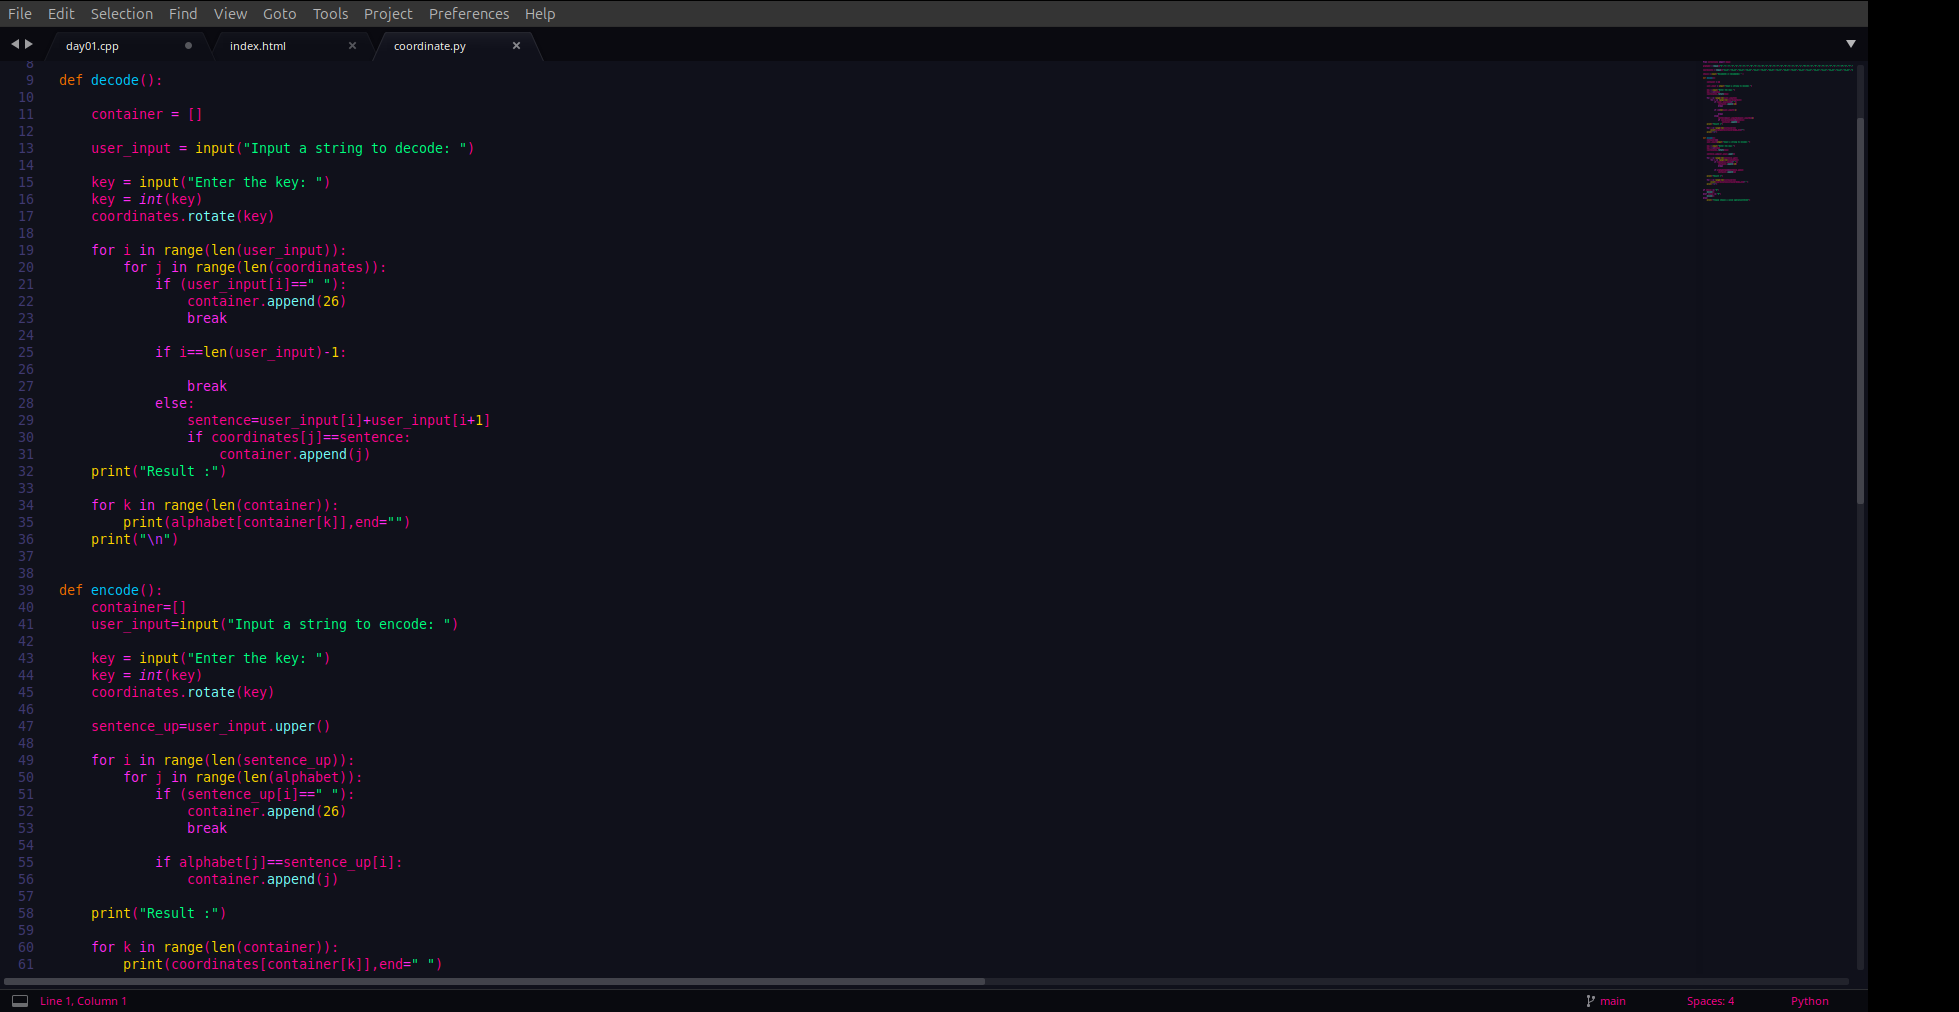 File Edit Selection Find View Goto Tools Project Preferences Help
day01.cpp index.html coordinate.py
8
9 def decode():
10
11     container = []
12
13     user_input = input("Input a string to decode: ")
14
15     key = input("Enter the key: ")
16     key = int(key)
17     coordinates.rotate(key)
18
19     for i in range(len(user_input)):
20         for j in range(len(coordinates)):
21             if (user_input[i]==" "):
22                 container.append(26)
23                 break
24
25             if i==len(user_input)-1:
26
27                 break
28             else:
29                 sentence=user_input[i]+user_input[i+1]
30                 if coordinates[j]==sentence:
31                     container.append(j)
32     print("Result :")
33
34     for k in range(len(container)):
35         print(alphabet[container[k]],end="")
36     print("\n")
37
38
39 def encode():
40     container=[]
41     user_input=input("Input a string to encode: ")
42
43     key = input("Enter the key: ")
44     key = int(key)
45     coordinates.rotate(key)
46
47     sentence_up=user_input.upper()
48
49     for i in range(len(sentence_up)):
50         for j in range(len(alphabet)):
51             if (sentence_up[i]==" "):
52                 container.append(26)
53                 break
54
55             if alphabet[j]==sentence_up[i]:
56                 container.append(j)
57
58     print("Result :")
59
60     for k in range(len(container)):
61         print(coordinates[container[k]],end=" ")
Line 1, Column 1 main Spaces: 4 Python